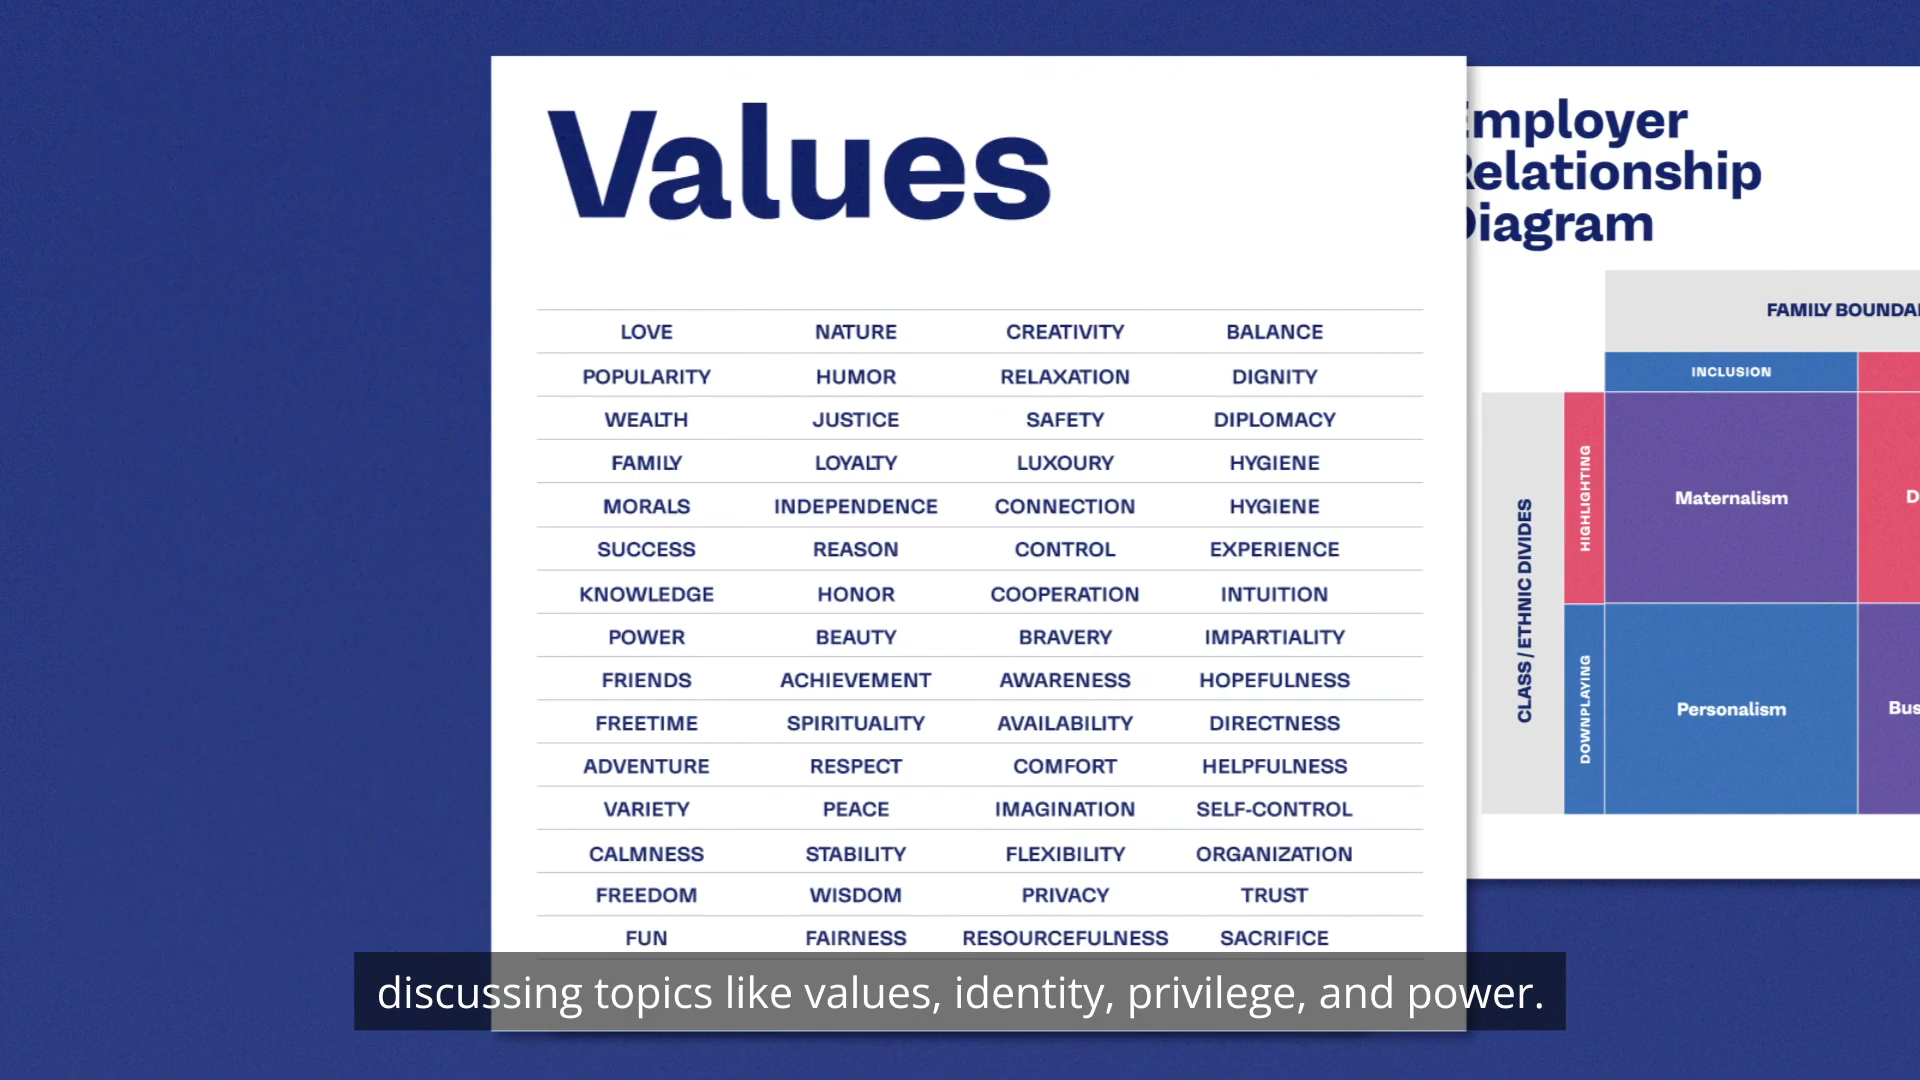 Values
LOVE NATURE CREATIVITY BALANCE
POPULARITY HUMOR RELAXATION DIGNITY
WEALTH JUSTICE SAFETY DIPLOMACY
FAMILY LOYALTY LUXOURY HYGIENE
MORALS INDEPENDENCE CONNECTION HYGIENE
SUCCESS REASON CONTROL EXPERIENCE
KNOWLEDGE HONOR COOPERATION INTUITION
POWER BEAUTY BRAVERY IMPARTIALITY
FRIENDS ACHIEVEMENT AWARENESS HOPEFULNESS
FREETIME SPIRITUALITY AVAILABILITY DIRECTNESS
ADVENTURE RESPECT COMFORT HELPFULNESS
VARIETY PEACE IMAGINATION SELF-CONTROL
CALMNESS STABILITY FLEXIBILITY ORGANIZATION
FREEDOM WISDOM PRIVACY TRUST
FUN FAIRNESS RESOURCEFULNESS SACRIFICE
Employer
Relationship
Diagram
FAMILY
INCLUSION
CLASS / ETHNIC DIVIDES
HIGHLIGHTING
Maternalism
DOWNPLAYING
Personalism
discussing topics like values, identity, privilege, and power.